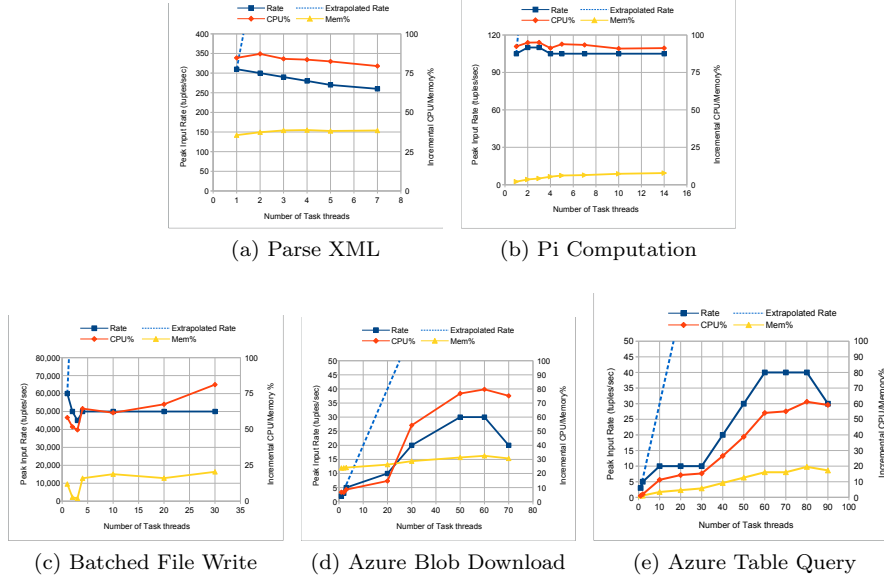 Rate Extrapolated Rate
CPU% Mem%
Peak Input Rate (tuples/sec)
400
350
300
250
200
150
100
50
0
100
75
50
25
0
Incremental CPU/Memory%
0 1 2 3 4 5 6 7 8
Number of Task threads
(a) Parse XML
Rate Extrapolated Rate
CPU% Mem%
Peak Input Rate (tuples/sec)
120
90
60
30
0
100
75
50
25
0
Incremental CPU/Memory%
0 2 4 6 8 10 12 14 16
Number of Task threads
(b) Pi Computation
Rate Extrapolated Rate
CPU% Mem%
Peak Input Rate (tuples/sec)
80,000
70,000
60,000
50,000
40,000
30,000
20,000
10,000
0
100
75
50
25
0
Incremental CPU/Memory %
0 5 10 15 20 25 30 35
Number of Task threads
(c) Batched File Write
Rate Extrapolated Rate
CPU% Mem%
Peak Input Rate (tuples/sec)
50
45
40
35
30
25
20
15
10
5
0
100
90
80
70
60
50
40
30
20
10
0
Incremental CPU/Memory%
0 10 20 30 40 50 60 70 80
Number of Task threads
(d) Azure Blob Download
Rate Extrapolated Rate
CPU% Mem%
Peak Input Rate (tuples/sec)
50
45
40
35
30
25
20
15
10
5
0
100
90
80
70
60
50
40
30
20
10
0
Incremental CPU/Memory%
0 10 20 30 40 50 60 70 80 90 100
Number of Task threads
(e) Azure Table Query